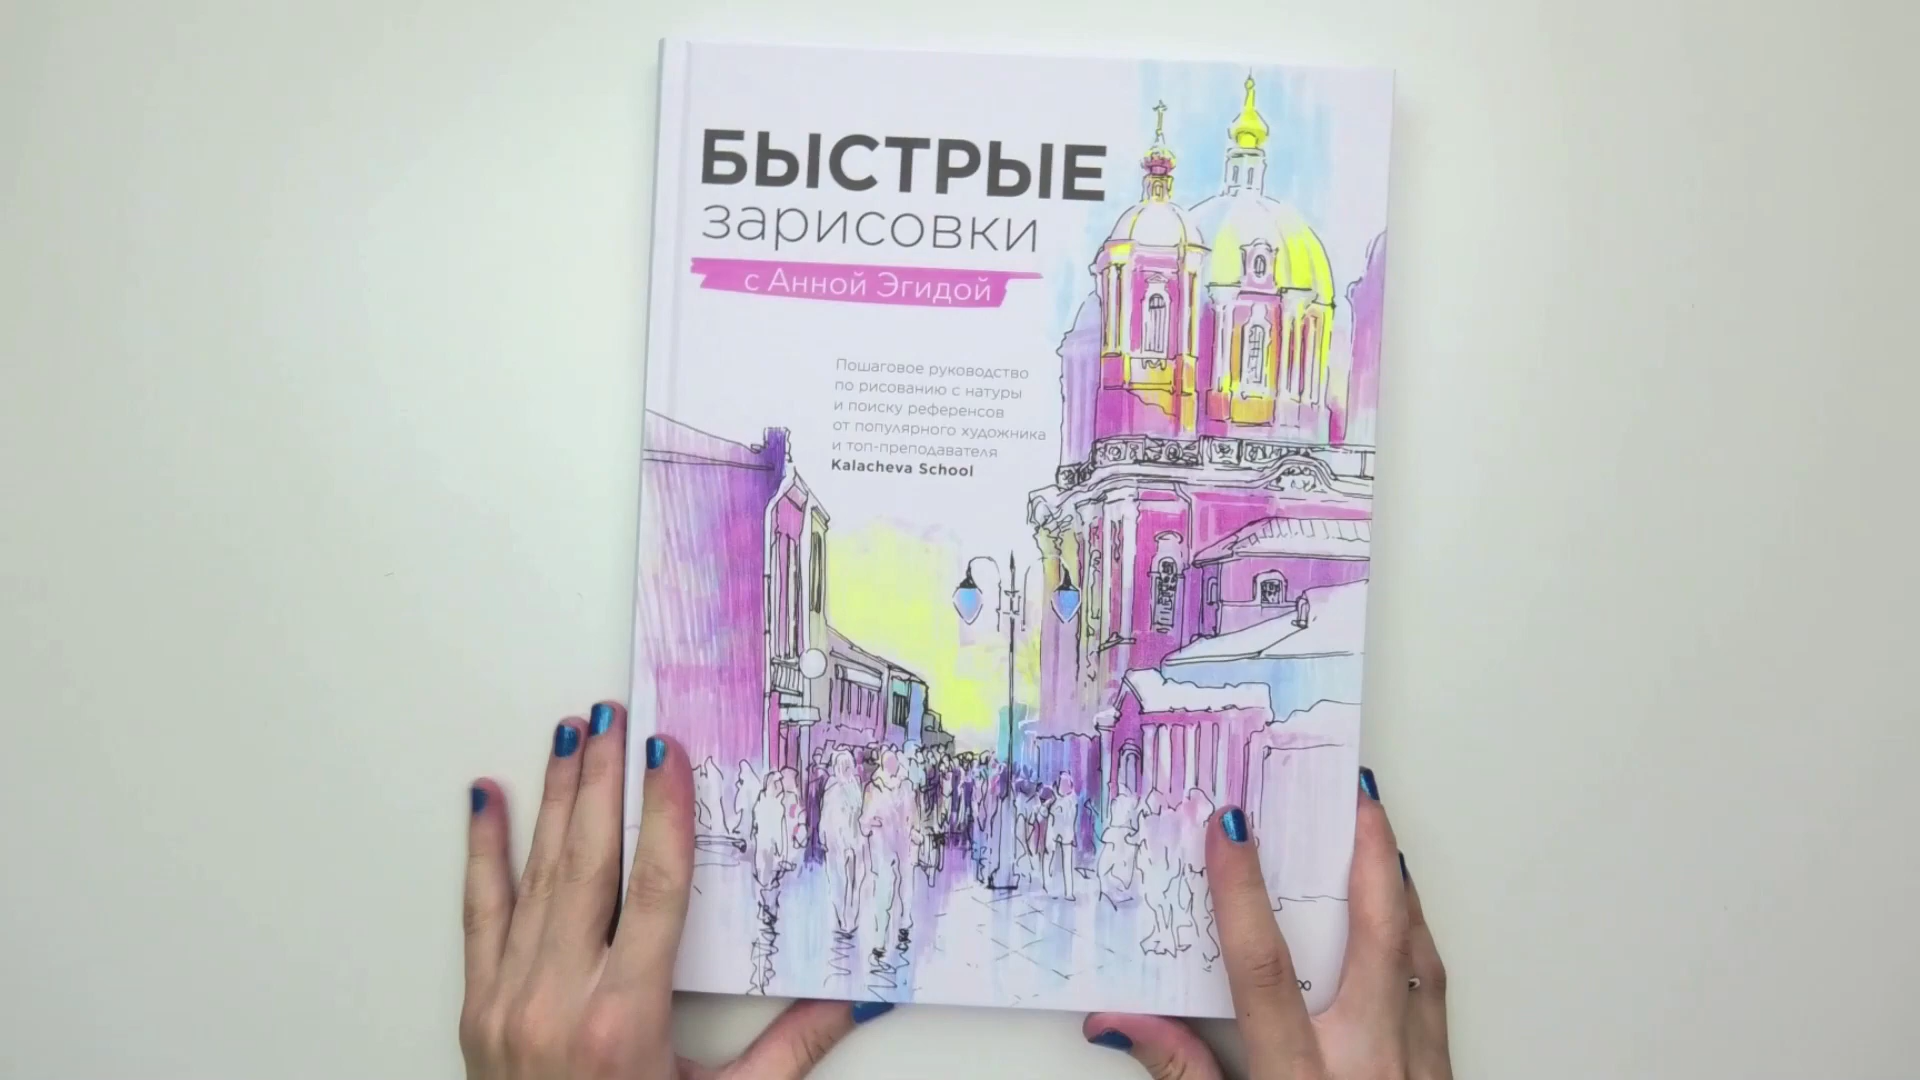 БЫСТРЫЕ
зарисовки
с Анной Эгидой
Пошаговое руководство
по рисованию с натуры
и поиску референсов
от популярного художника
и топ-преподавателя
Kalacheva School